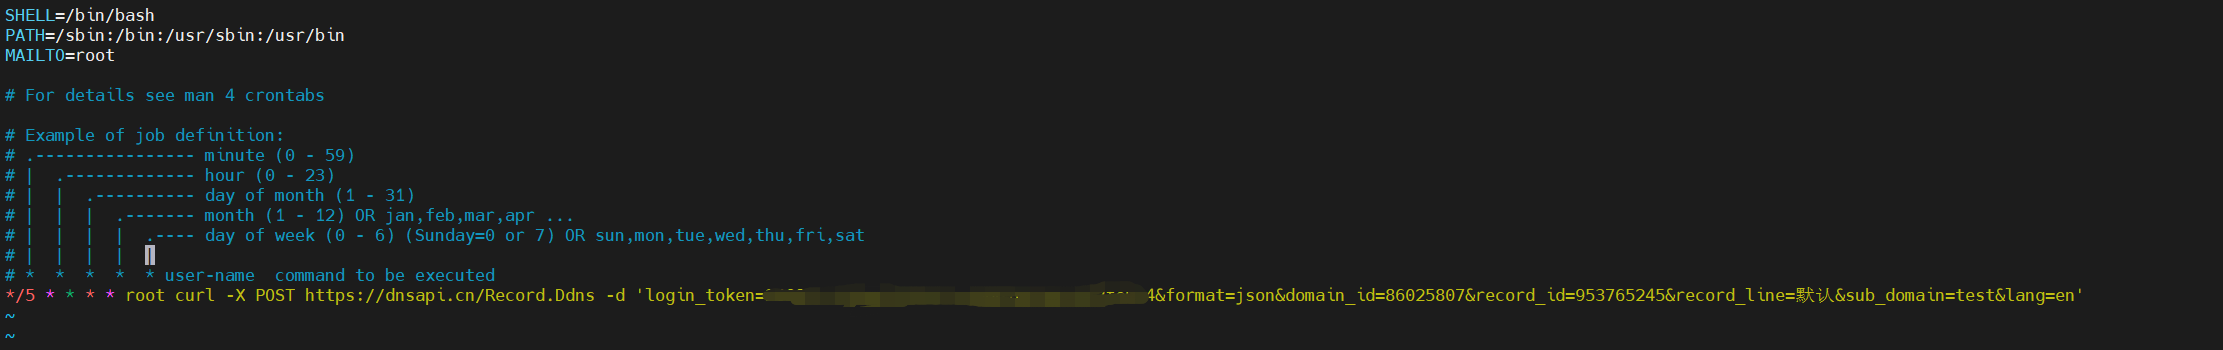 SHELL=/bin/bash
PATH=/sbin:/bin:/usr/sbin:/usr/bin
MAILTO=root
# For details see man 4 crontabs
# Example of job definition:
# .---------------- minute (0 - 59)
# |  .------------- hour (0 - 23)
# |  |  .---------- day of month (1 - 31)
# |  |  |  .------- month (1 - 12) OR jan,feb,mar,apr ...
# |  |  |  |  .---- day of week (0 - 6) (Sunday=0 or 7) OR sun,mon,tue,wed,thu,fri,sat
# |  |  |  |  |
# *  *  *  *  * user-name  command to be executed
*/5 * * * * root curl -X POST https://dnsapi.cn/Record.Ddns -d 'login_token= 4&format=json&domain_id=86025807&record_id=953765245&record_line=默认&sub_domain=test&lang=en'
~
~